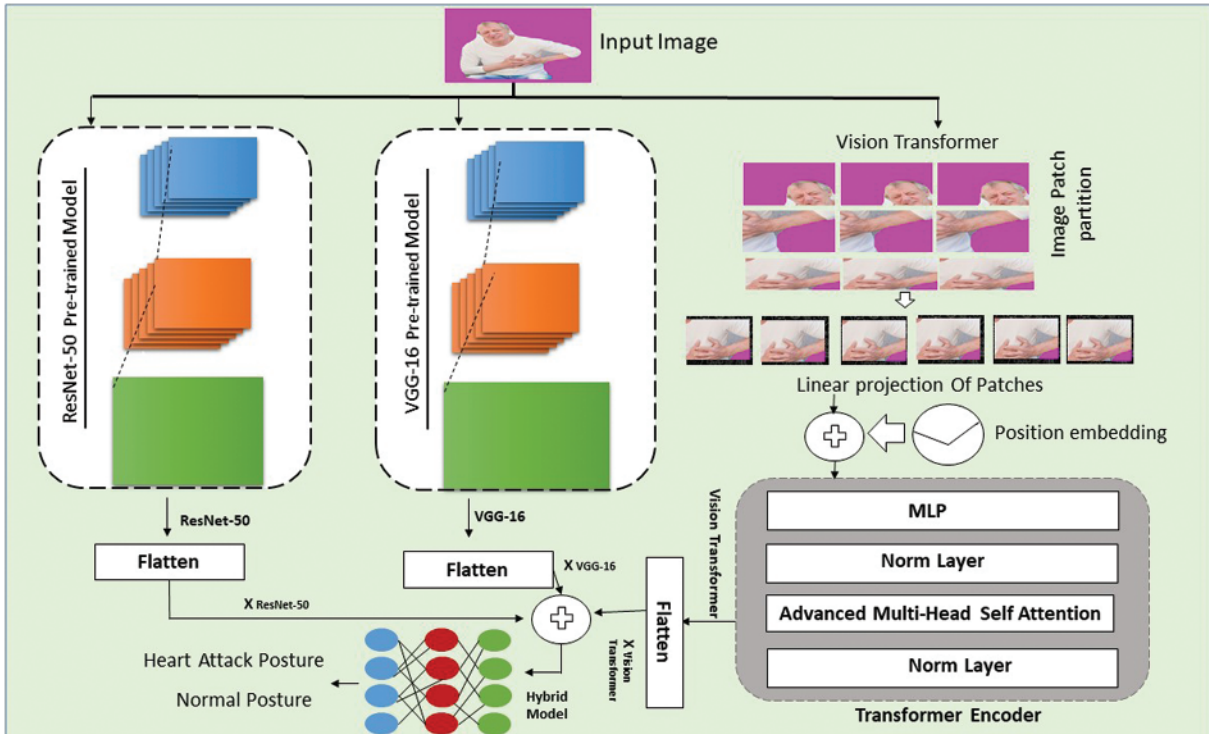 Input Image
ResNet-50 Pre-trained Model
VGG-16 Pre-trained Model
Vision Transformer
Image Patch
partition
Linear projection Of Patches
Position embedding
ResNet-50
VGG-16
Flatten
Flatten
X VGG-16
X ResNet-50
Flatten
Vision Transformer
X Vision
Transformer
MLP
Norm Layer
Advanced Multi-Head Self Attention
Norm Layer
Transformer Encoder
Heart Attack Posture
Normal Posture
Hybrid
Model